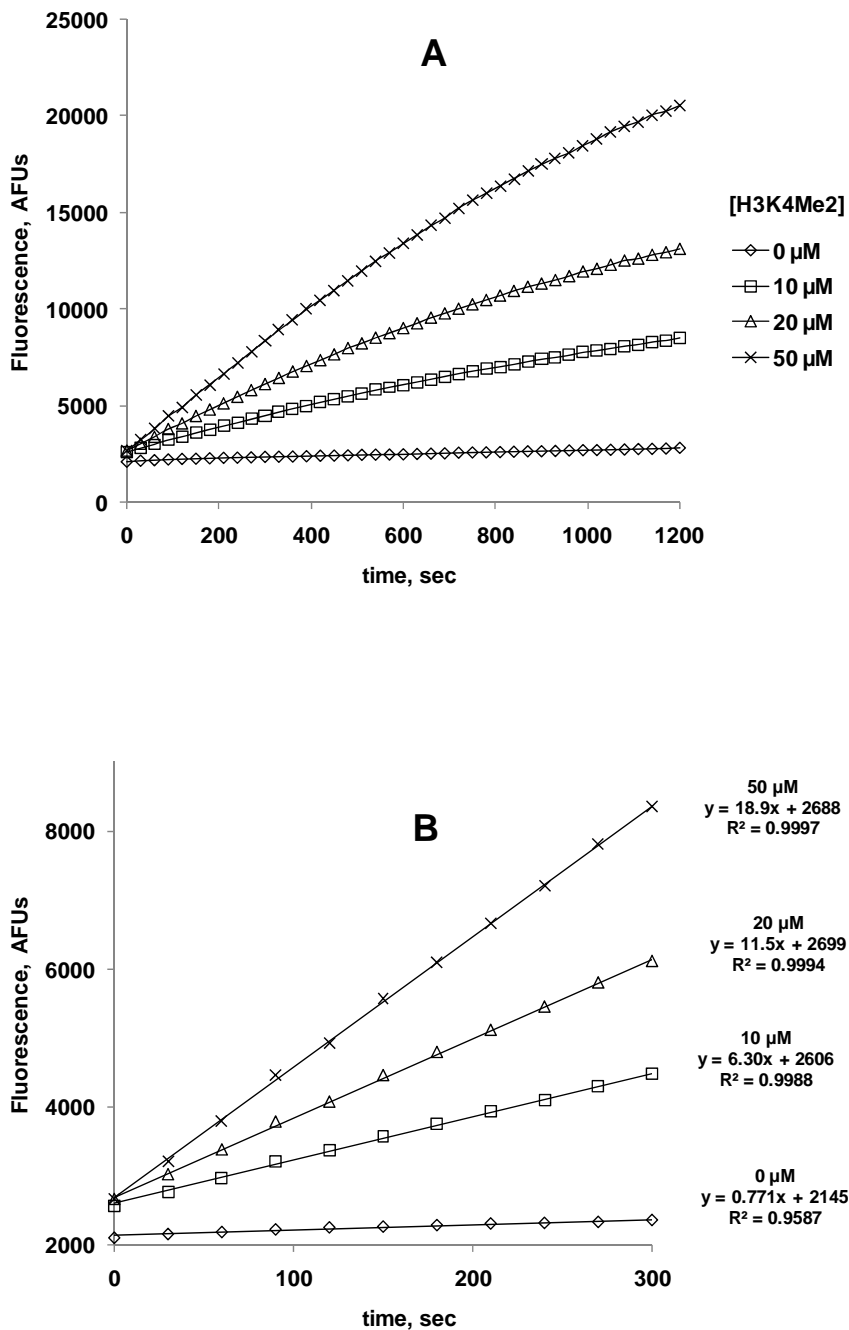 A
25000
20000
15000
10000
5000
0
Fluorescence, AFUs
0 200 400 600 800 1000 1200
time, sec
[H3K4Me2]
0 µM
10 µM
20 µM
50 µM
B
8000
6000
4000
2000
Fluorescence, AFUs
0 100 200 300
time, sec
50 µM
y = 18.9x + 2688
R² = 0.9997
20 µM
y = 11.5x + 2699
R² = 0.9994
10 µM
y = 6.30x + 2606
R² = 0.9988
0 µM
y = 0.771x + 2145
R² = 0.9587